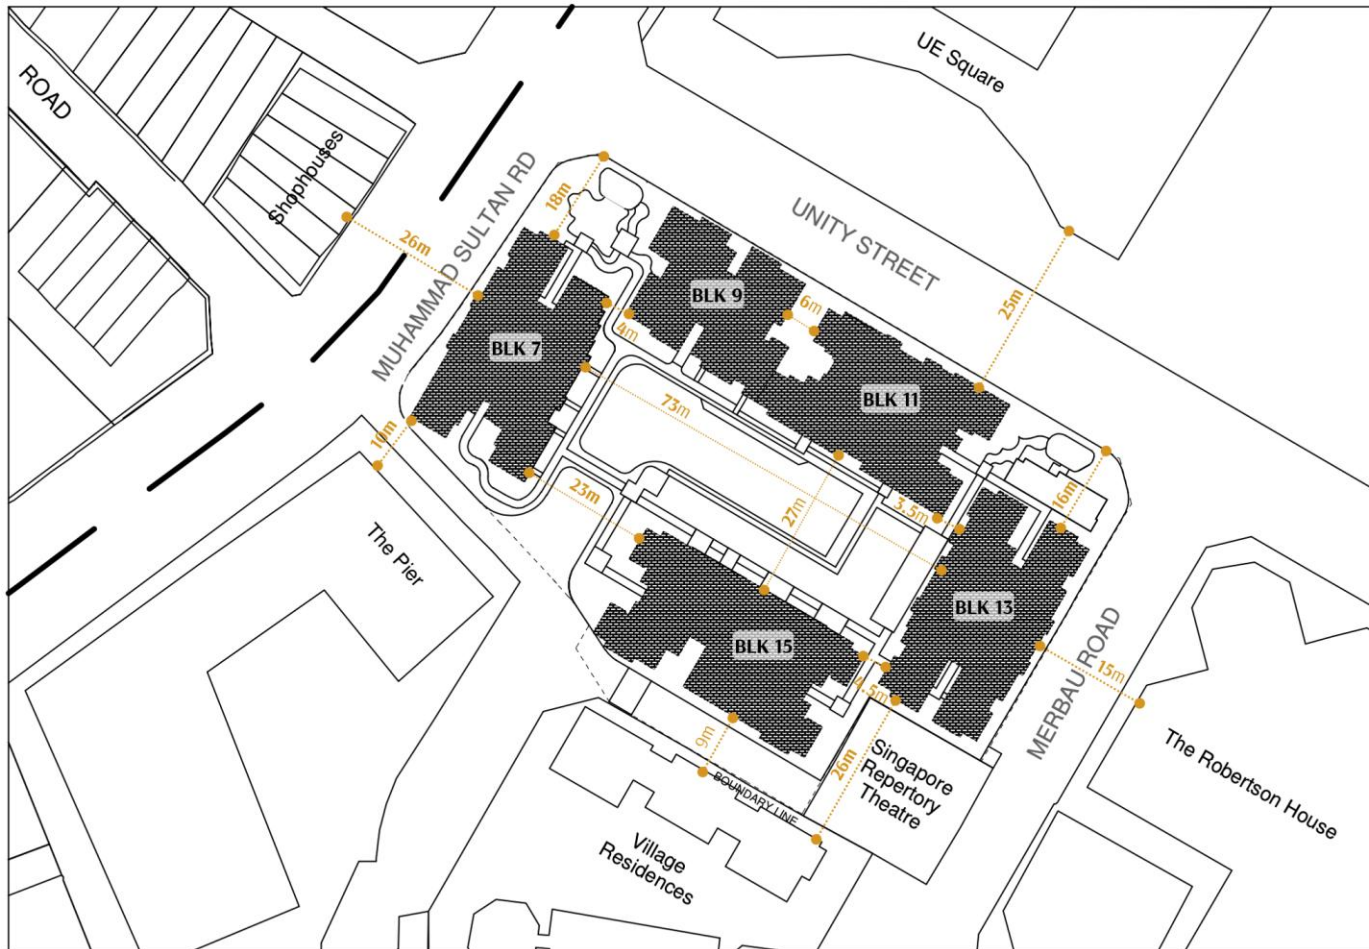 UE Square
ROAD
Shophouses
MUHAMMAD SULTAN RD
18m
26m
UNITY STREET
25m
BLK 9
6m
4m
BLK 7
BLK 11
73m
10m
16m
23m
27m
3.5m
The Pier
BLK 13
BLK 15
MERBAU ROAD
15m
4.5m
9m
26m
Singapore
Repertory
Theatre
The Robertson House
BOUNDARY LINE
Village
Residences